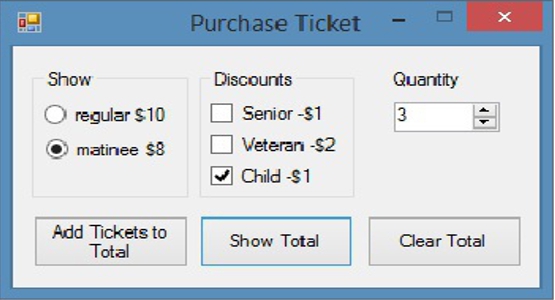 Purchase Ticket
Show
regular $10
matinee $8
Discounts
Senior -$1
Veteran -$2
Child -$1
Quantity
3
Add Tickets to
Total
Show Total
Clear Total